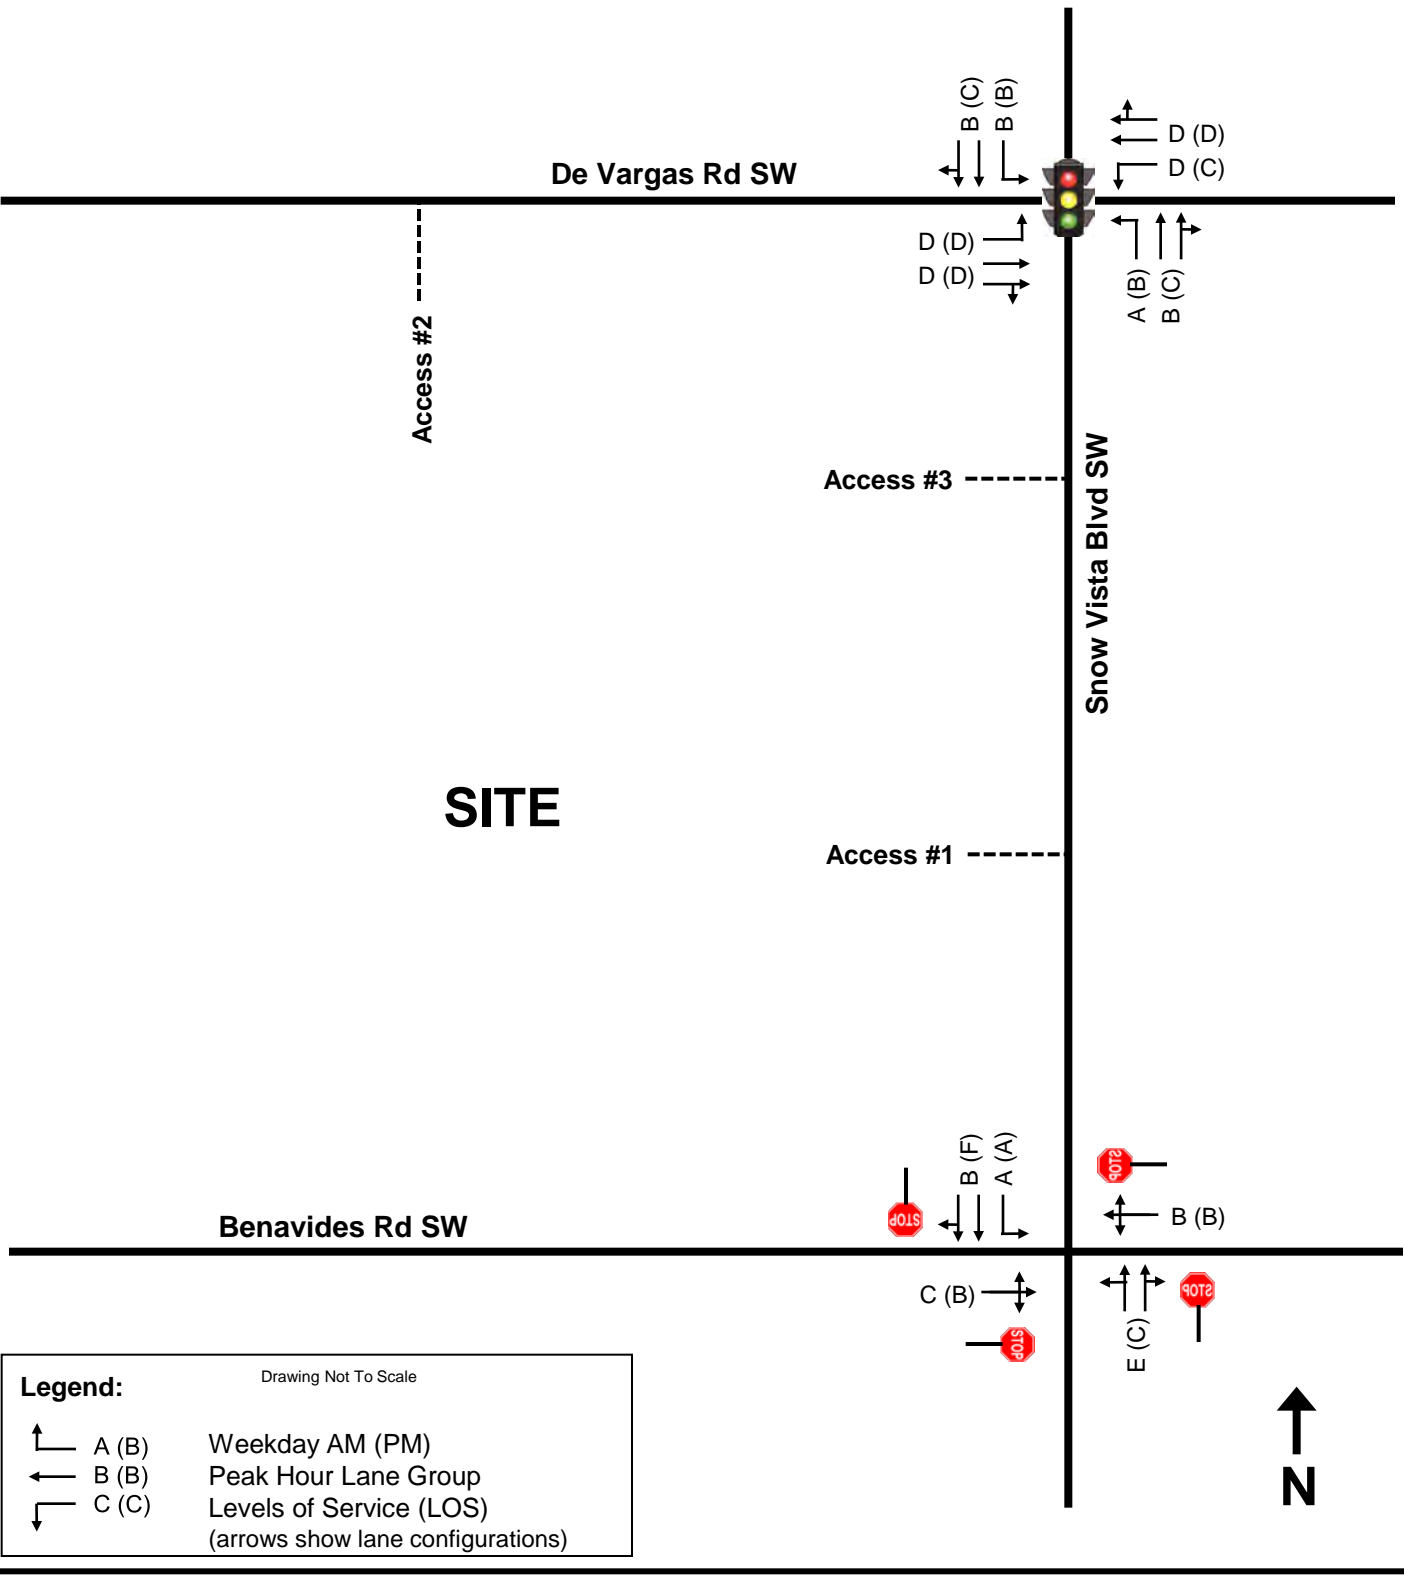 B (C)
B (B)
D (D)
D (C)
De Vargas Rd SW
D (D)
D (D)
A (B)
B (C)
Access #2
Access #3
Snow Vista Blvd SW
SITE
Access #1
B (F)
A (A)
STOP
STOP
Benavides Rd SW
B (B)
C (B)
STOP
STOP
E (C)
Legend:
Drawing Not To Scale
A (B)
B (B)
C (C)
Weekday AM (PM)
Peak Hour Lane Group
Levels of Service (LOS)
(arrows show lane configurations)
N